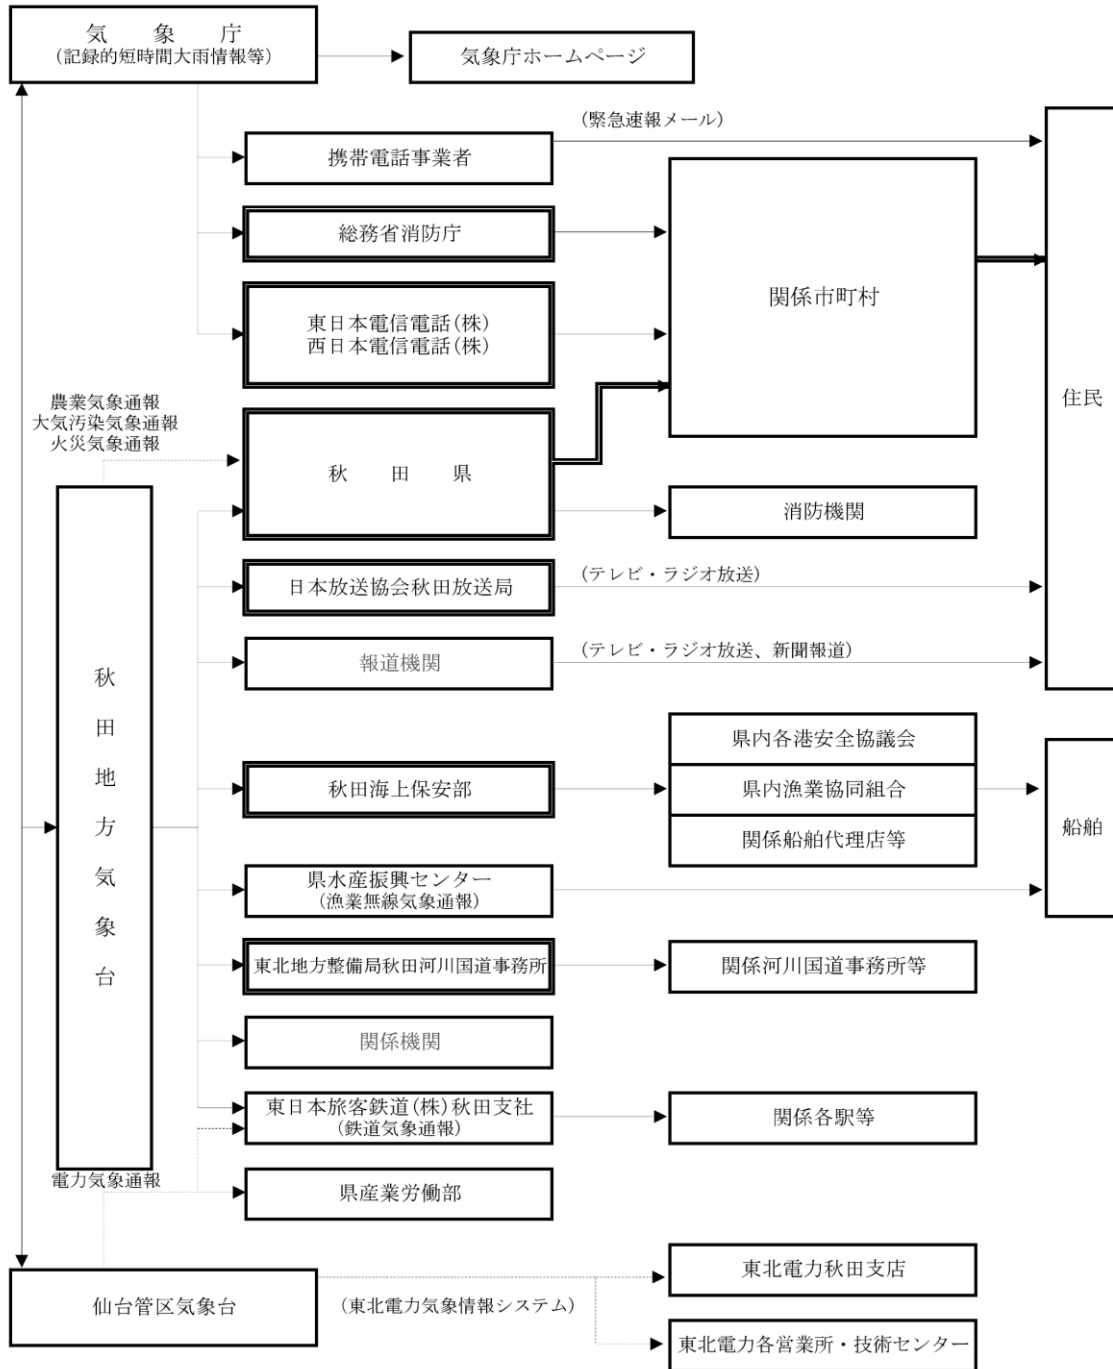 気　象　庁
(記録的短時間大雨情報等)
気象庁ホームページ
(緊急速報メール)
携帯電話事業者
総務省消防庁
関係市町村
東日本電信電話(株)
西日本電信電話(株)
住民
農業気象通報
大気汚染気象通報
火災気象通報
秋　田　県
消防機関
日本放送協会秋田放送局
(テレビ・ラジオ放送)
報道機関
(テレビ・ラジオ放送、新聞報道)
秋田地方気象台
県内各港安全協議会
秋田海上保安部
県内漁業協同組合
船舶
関係船舶代理店等
県水産振興センター
(漁業無線気象通報)
東北地方整備局秋田河川国道事務所
関係河川国道事務所等
関係機関
東日本旅客鉄道(株)秋田支社
(鉄道気象通報)
関係各駅等
電力気象通報
県産業労働部
東北電力秋田支店
仙台管区気象台
(東北電力気象情報システム)
東北電力各営業所・技術センター